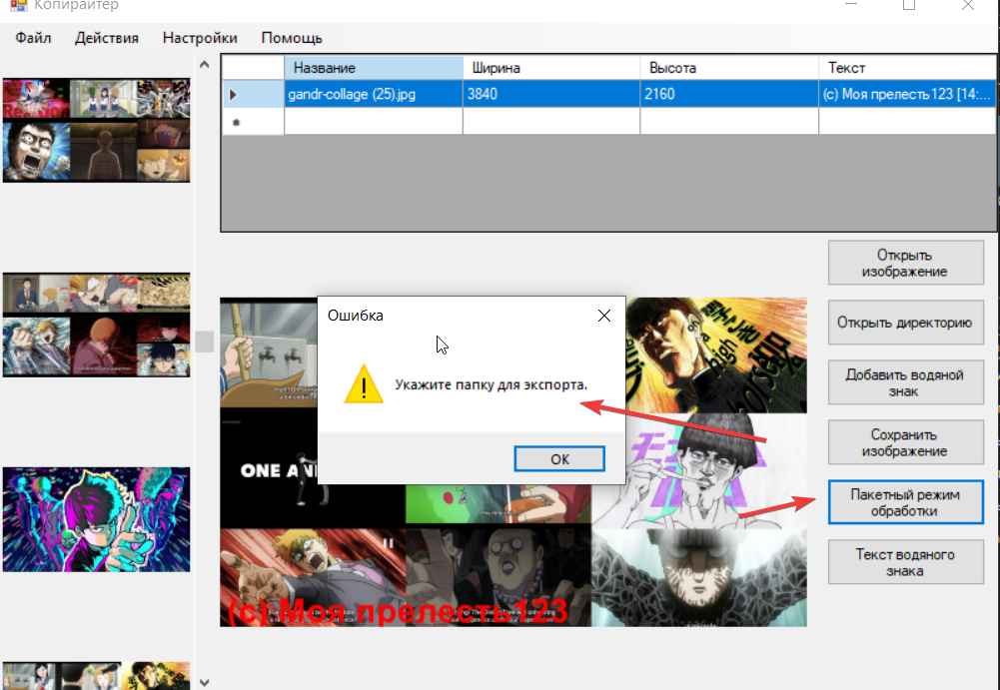 Копирайтер
Файл Действия Настройки Помощь
Название Ширина Высота Текст
gandr-collage (25).jpg 3840 2160 (c) Моя прелесть123 [14:...
Открыть
изображение
Открыть директорию
Добавить водяной
знак
Сохранить
изображение
Пакетный режим
обработки
Текст водяного
знака
Ошибка
Укажите папку для экспорта.
OK
ONE AN
a
high
(c) Моя прелесть123